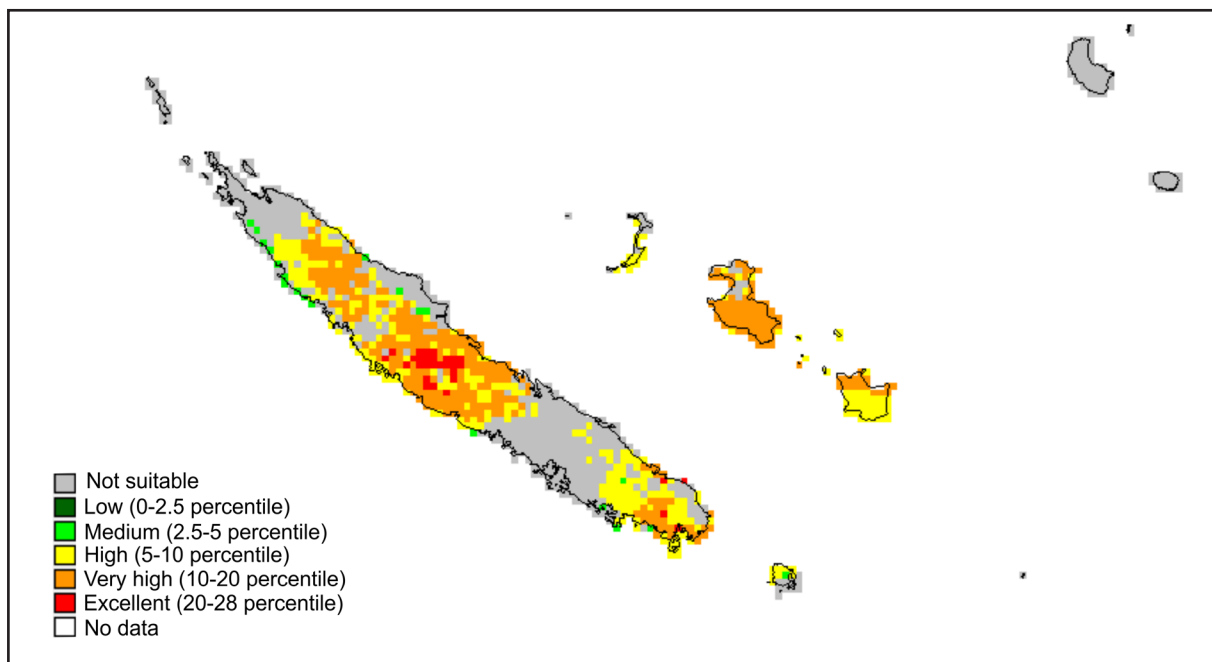 Not suitable
Low (0-2.5 percentile)
Medium (2.5-5 percentile)
High (5-10 percentile)
Very high (10-20 percentile)
Excellent (20-28 percentile)
No data